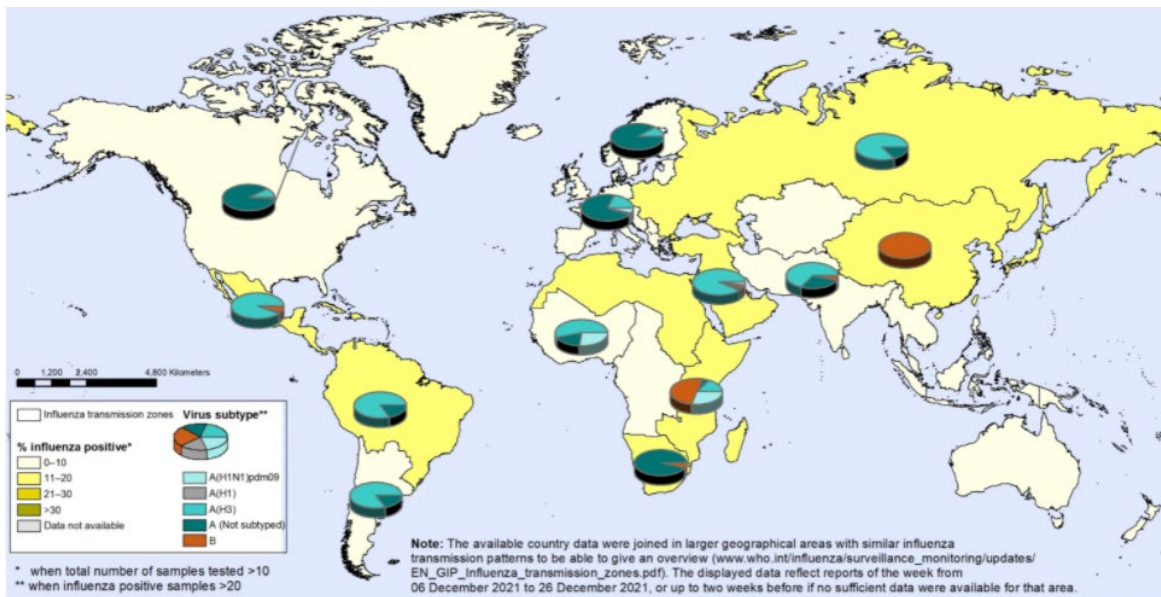 0 1,200 2,400 4,800 Kilometers
Influenza transmission zones
% influenza positive*
0–10
11–20
21–30
>30
Data not available
Virus subtype**
A(H1N1)pdm09
A(H1)
A(H3)
A (Not subtyped)
B
* when total number of samples tested >10
** when influenza positive samples >20
Note: The available country data were joined in larger geographical areas with similar influenza
transmission patterns to be able to give an overview (www.who.int/influenza/surveillance_monitoring/updates/
EN_GIP_Influenza_transmission_zones.pdf). The displayed data reflect reports of the week from
06 December 2021 to 26 December 2021, or up to two weeks before if no sufficient data were available for that area.